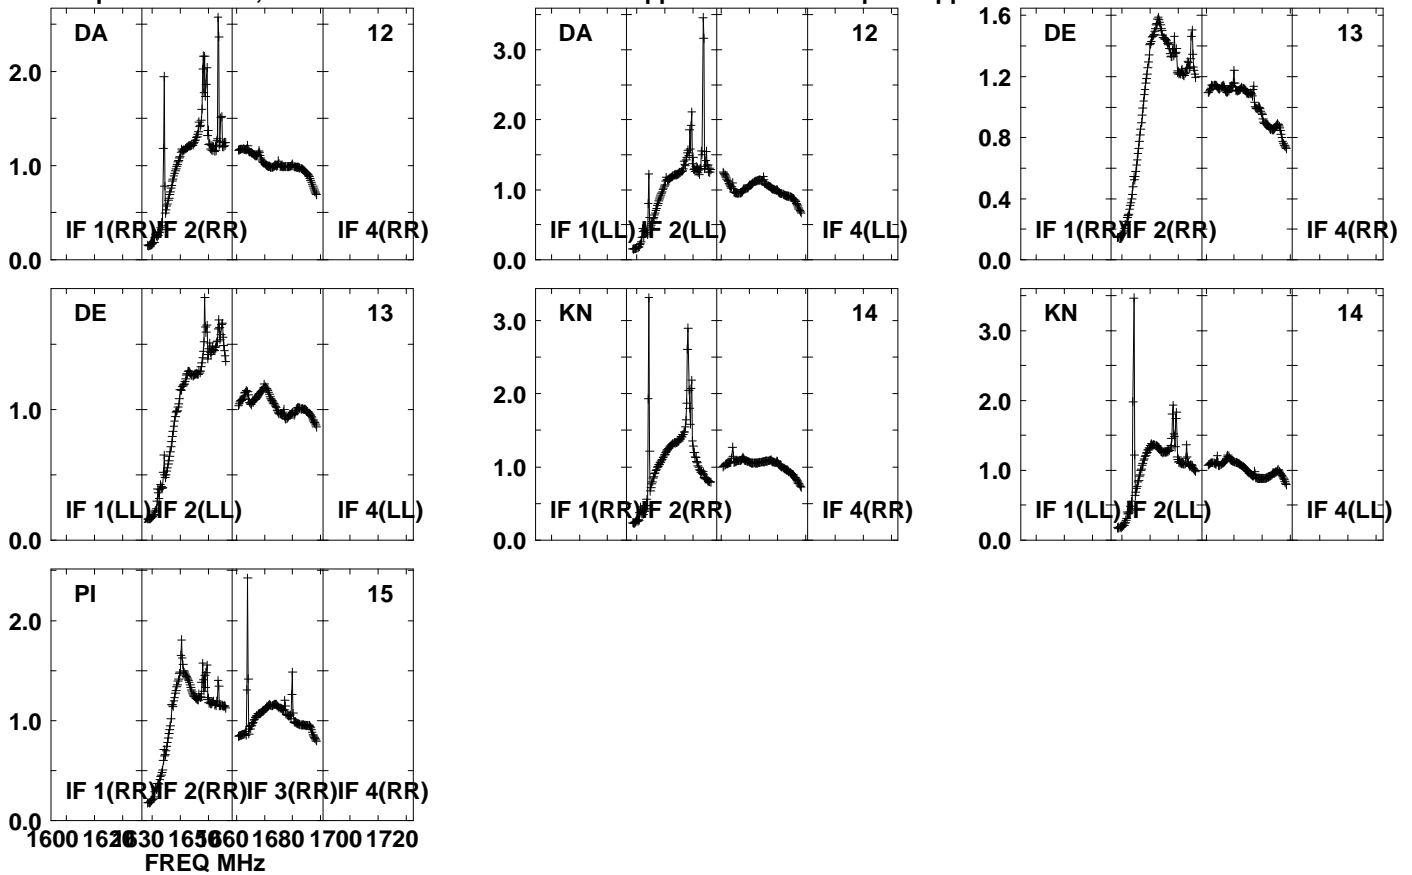 DA 12
2.0
1.0
0.0
IF 1(RR) IF 2(RR) IF 4(RR)
DA 12
3.0
2.0
1.0
0.0
IF 1(LL) IF 2(LL) IF 4(LL)
DE 13
1.6
1.2
0.8
0.4
0.0
IF 1(RR) IF 2(RR) IF 4(RR)
DE 13
1.0
0.0
IF 1(LL) IF 2(LL) IF 4(LL)
KN 14
3.0
2.0
1.0
0.0
IF 1(RR) IF 2(RR) IF 4(RR)
KN 14
3.0
2.0
1.0
0.0
IF 1(LL) IF 2(LL) IF 4(LL)
PI 15
2.0
1.0
0.0
IF 1(RR) IF 2(RR) IF 3(RR) IF 4(RR)
1600 1620 1630 1650 1660 1680 1700 1720
FREQ MHz